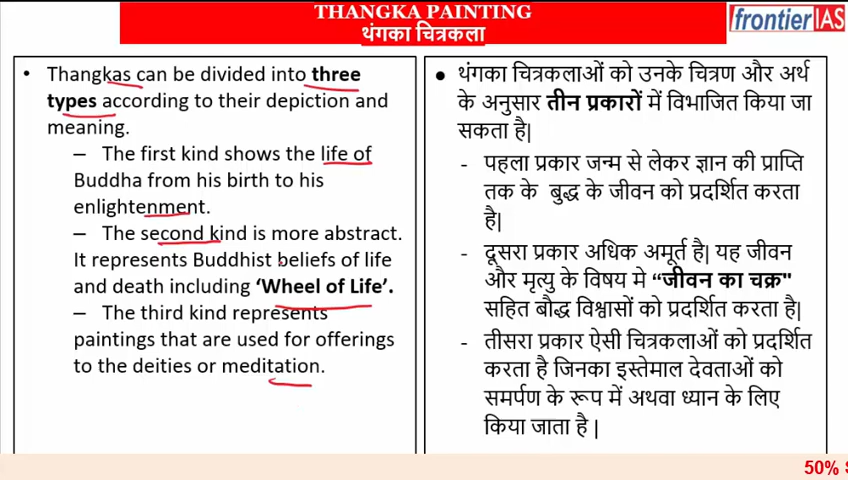 THANGKA PAINTING
थंगका चित्रकला
frontierIAS
• Thangkas can be divided into three
types according to their depiction and
meaning.
– The first kind shows the life of
Buddha from his birth to his
enlightenment.
– The second kind is more abstract.
It represents Buddhist beliefs of life
and death including ‘Wheel of Life’.
– The third kind represents
paintings that are used for offerings
to the deities or meditation.
• थंगका चित्रकलाओं को उनके चित्रण और अर्थ
के अनुसार तीन प्रकारों में विभाजित किया जा
सकता है|
- पहला प्रकार जन्म से लेकर ज्ञान की प्राप्ति
तक के बुद्ध के जीवन को प्रदर्शित करता
है|
- दूसरा प्रकार अधिक अमूर्त है| यह जीवन
और मृत्यु के विषय मे “जीवन का चक्र"
सहित बौद्ध विश्वासों को प्रदर्शित करता है|
- तीसरा प्रकार ऐसी चित्रकलाओं को प्रदर्शित
करता है जिनका इस्तेमाल देवताओं को
समर्पण के रूप में अथवा ध्यान के लिए
किया जाता है |
50%